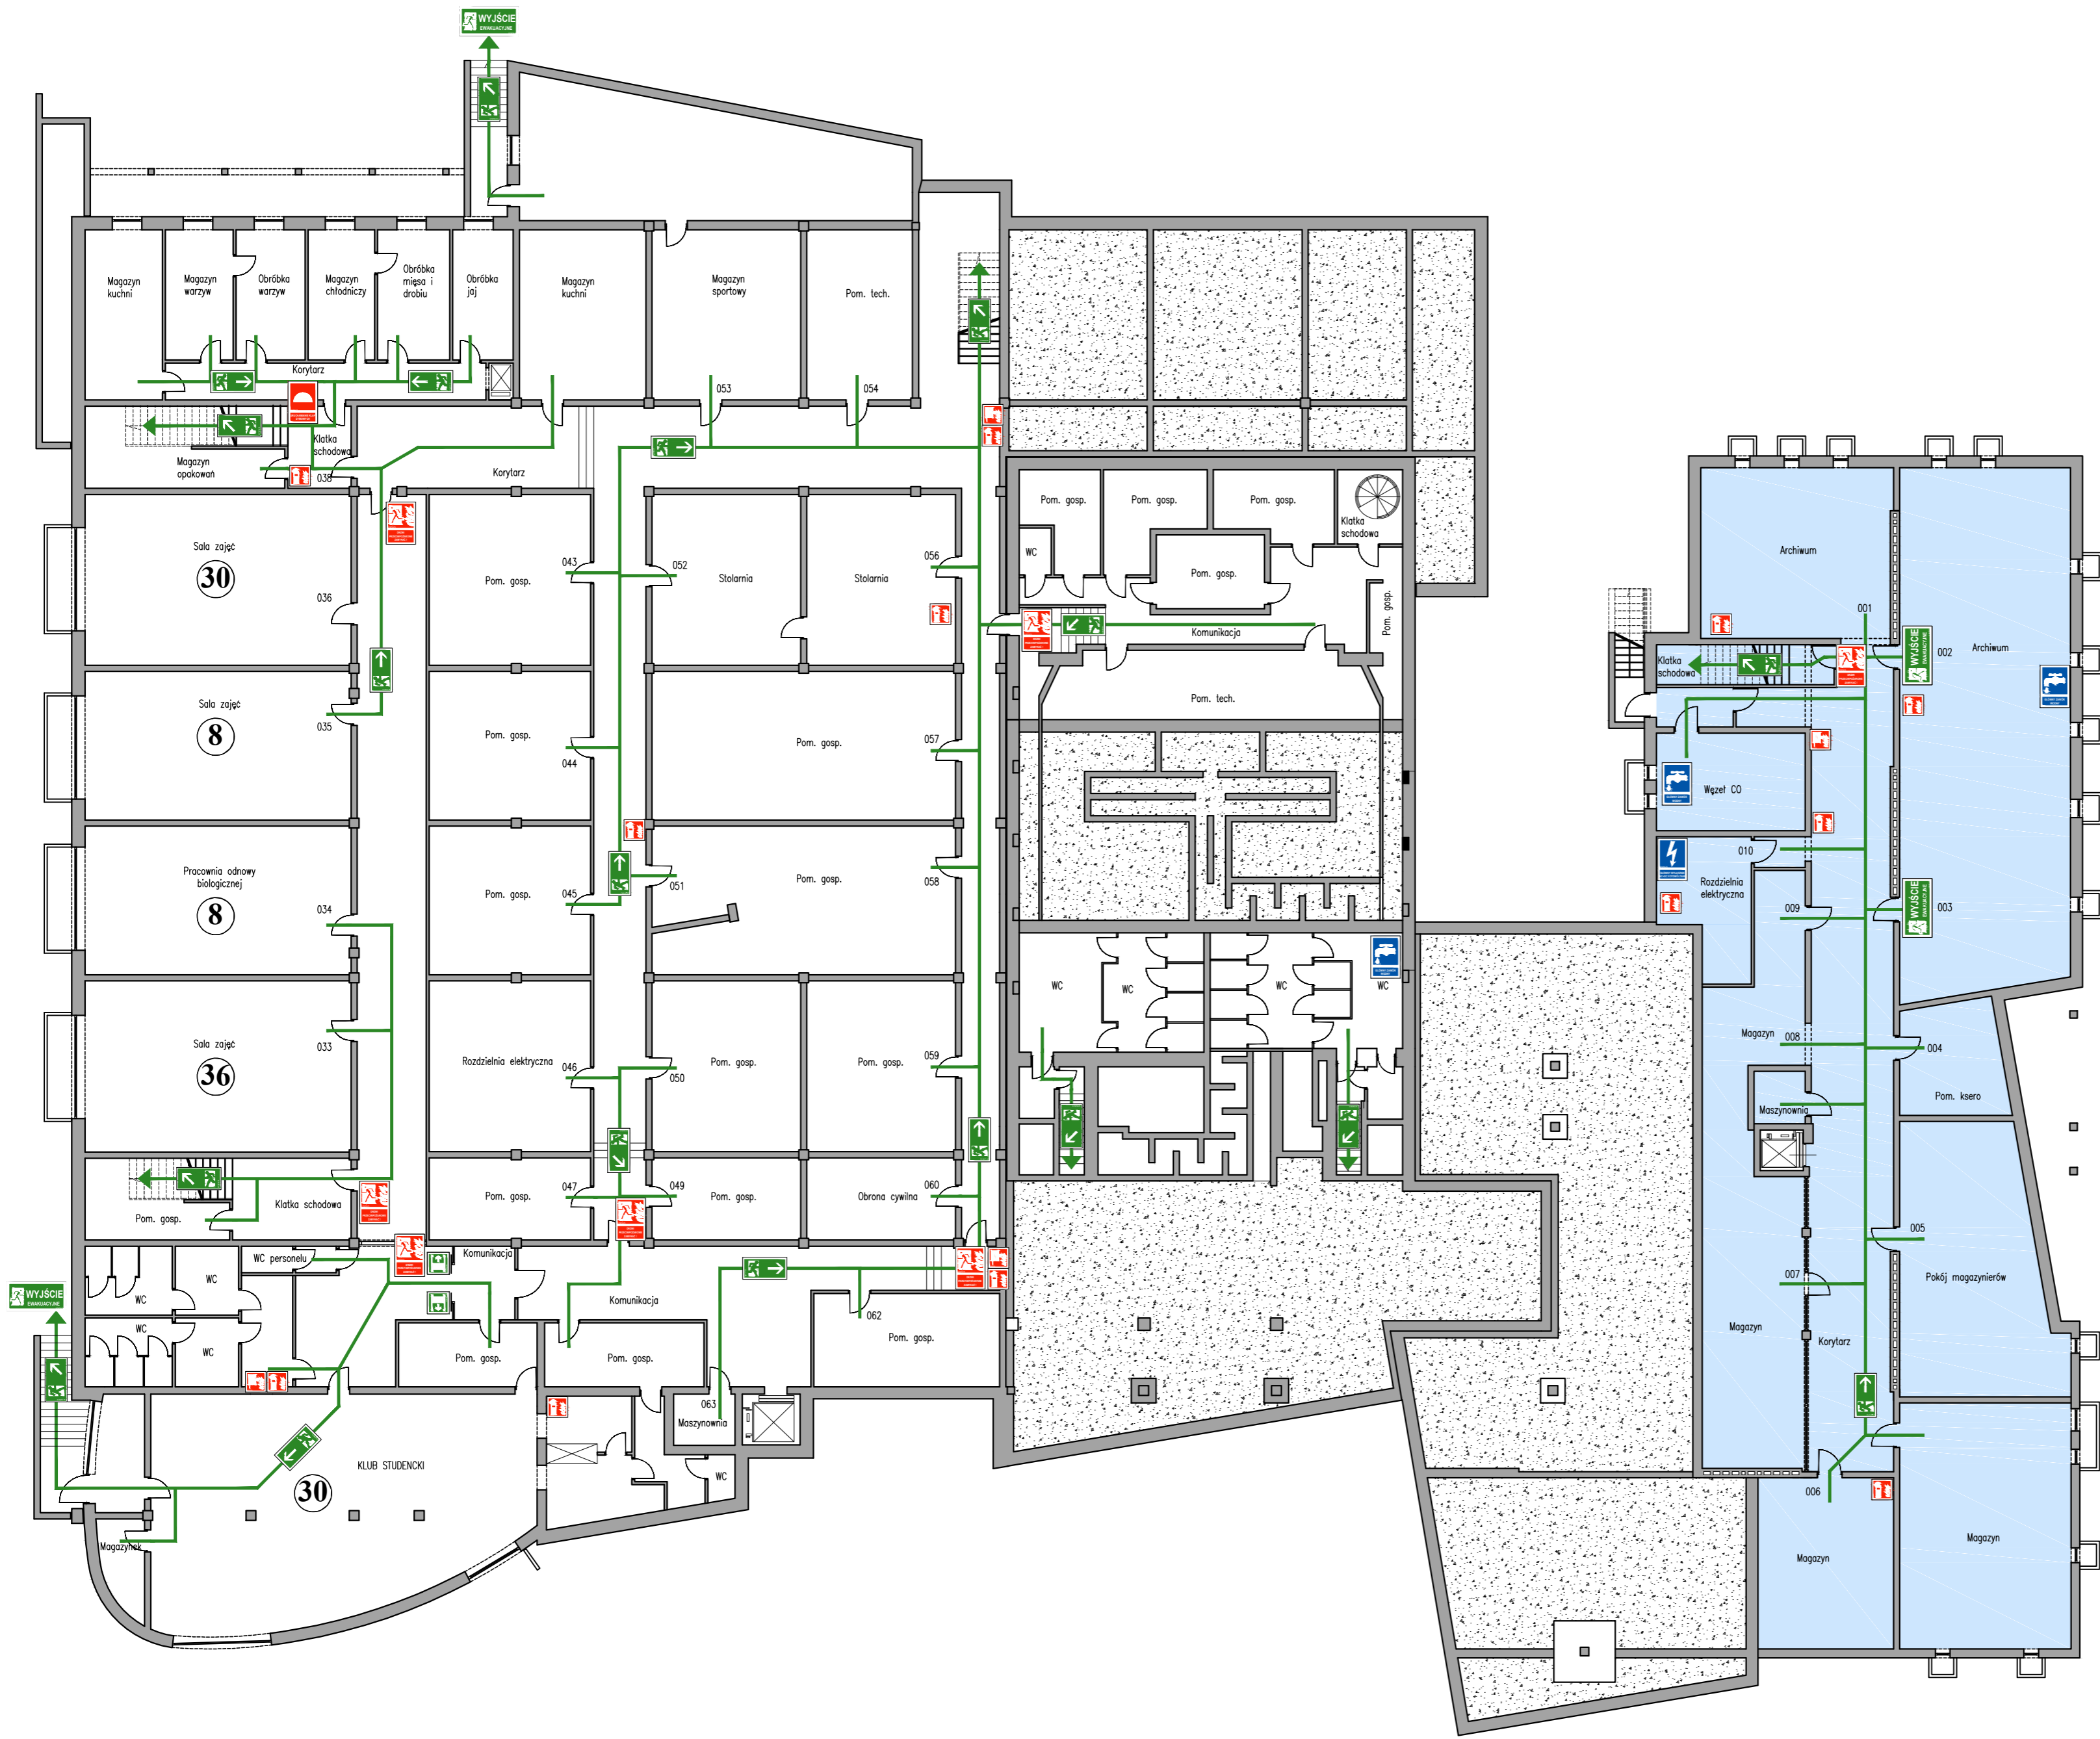 WYJŚCIE
EWAKUACYJNE
Magazyn
kuchni
Magazyn
warzyw
Obróbka
warzyw
Magazyn
chłodniczy
Obróbka
mięsa i
drobiu
Obróbka
jaj
Magazyn
kuchni
Magazyn
sportowy
Pom. tech.
Korytarz
053
054
Klatka
schodowa
Magazyn
opakowań
038
Korytarz
Sala zajęć
30
036
Pom. gosp.
043
052
Stolarnia
Stolarnia
056
Pom. gosp.
Pom. gosp.
Pom. gosp.
Klatka
schodowa
WC
Pom. gosp.
Pom. gosp.
Komunikacja
Pom. tech.
Sala zajęć
8
035
Pom. gosp.
044
Pom. gosp.
057
Pracownia odnowy
biologicznej
8
034
Pom. gosp.
045
051
Pom. gosp.
058
Sala zajęć
36
033
Rozdzielnia elektryczna
046
050
Pom. gosp.
Pom. gosp.
059
WC
WC
WC
WC
Pom. gosp.
Klatka schodowa
Pom. gosp.
047
049
Pom. gosp.
Obrona cywilna
060
WC personelu
WC
WC
WC
WC
Komunikacja
Komunikacja
062
Pom. gosp.
Pom. gosp.
Pom. gosp.
WYJŚCIE
EWAKUACYJNE
063
Maszynownia
WC
KLUB STUDENCKI
30
Magazynek
Archiwum
001
WYJŚCIE
EWAKUACYJNE
002
Archiwum
Klatka
schodowa
Węzeł CO
010
Rozdzielnia
elektryczna
009
WYJŚCIE
EWAKUACYJNE
003
Magazyn
008
004
Maszynownia
Pom. ksero
005
007
Pokój magazynierów
Magazyn
Korytarz
006
Magazyn
Magazyn